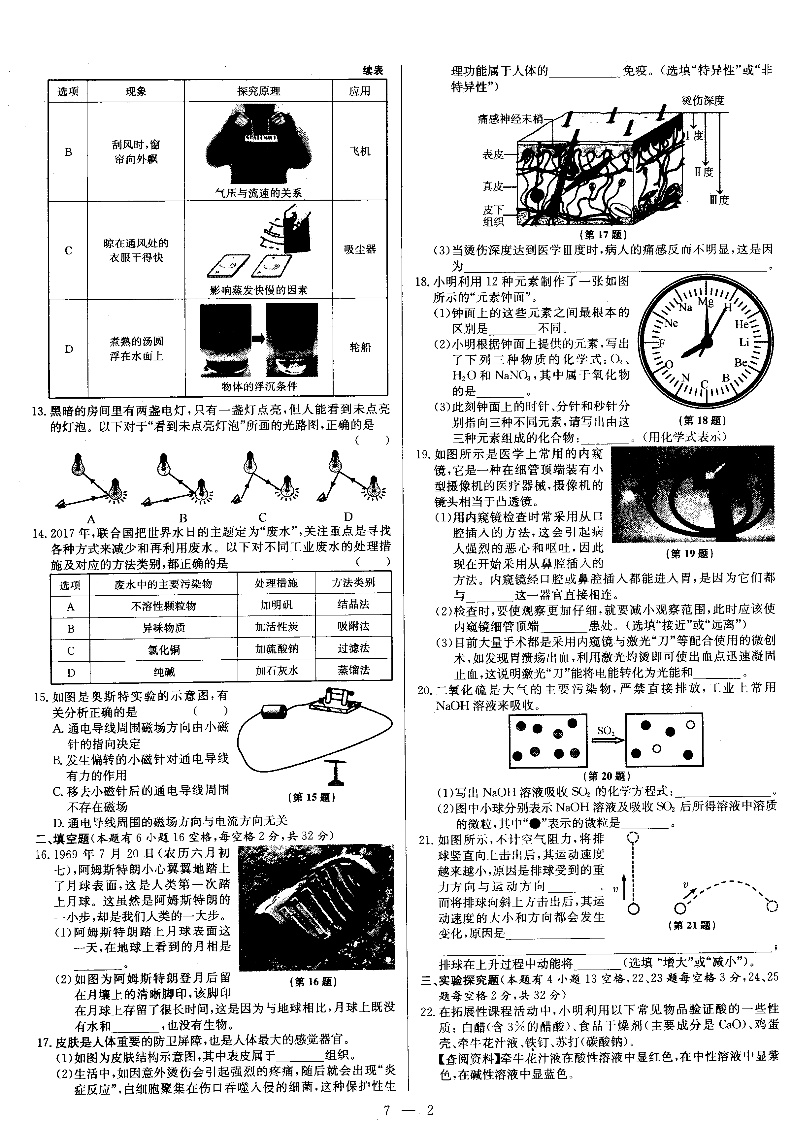 续表
选项 现象 探究原理 应用
B 刮风时,窗帘向外飘 气压与流速的关系 飞机
C 晾在通风处的衣服干得快 影响蒸发快慢的因素 吸尘器
D 煮熟的汤圆浮在水面上 物体的浮沉条件 轮船
13.黑暗的房间里有两盏电灯,只有一盏灯点亮,但人能看到未点亮
的灯泡。以下对于“看到未点亮灯泡”所画的光路图,正确的是
( )
A B C D
14.2017年,联合国把世界水日的主题定为“废水”,关注重点是寻找
各种方式来减少和再利用废水。以下对不同工业废水的处理措
施及对应的方法类别,都正确的是 ( )
选项 废水中的主要污染物 处理措施 方法类别
A 不溶性颗粒物 加明矾 结晶法
B 异味物质 加活性炭 吸附法
C 氯化铜 加硫酸钠 过滤法
D 纯碱 加石灰水 蒸馏法
15.如图是奥斯特实验的示意图,有
关分析正确的是 ( )
A.通电导线周围磁场方向由小磁
针的指向决定
B.发生偏转的小磁针对通电导线
有力的作用
C.移去小磁针后的通电导线周围
不存在磁场
D.通电导线周围的磁场方向与电流方向无关
(第15题)
二、填空题(本题有6小题16空格,每空格2分,共32分)
16.1969年7月20日(农历六月初
七),阿姆斯特朗小心翼翼地踏上
了月球表面,这是人类第一次踏
上月球。这虽然是阿姆斯特朗的
一小步,却是我们人类的一大步。
(1)阿姆斯特朗踏上月球表面这
一天,在地球上看到的月相是
________。
(2)如图为阿姆斯特朗登月后留
在月壤上的清晰脚印,该脚印
在月球上存留了很长时间,这是因为与地球相比,月球上既没
有水和________,也没有生物。
(第16题)
17.皮肤是人体重要的防卫屏障,也是人体最大的感觉器官。
(1)如图为皮肤结构示意图,其中表皮属于________组织。
(2)生活中,如因意外烫伤会引起强烈的疼痛,随后就会出现“炎
症反应”,白细胞聚集在伤口吞噬入侵的细菌,这种保护性生
理功能属于人体的________免疫。(选填“特异性”或“非
特异性”)
烫伤深度
痛感神经末梢
表皮
真皮
皮下
组织
Ⅰ度
Ⅱ度
Ⅲ度
(第17题)
(3)当烫伤深度达到医学Ⅲ度时,病人的痛感反而不明显,这是因
为________。
18.小明利用12种元素制作了一张如图
所示的“元素钟面”。
(1)钟面上的这些元素之间最根本的
区别是________不同.
(2)小明根据钟面上提供的元素,写出
了下列三种物质的化学式:O₃、
H₂O和NaNO₃,其中属于氧化物
的是________。
(3)此刻钟面上的时针、分针和秒针分
别指向三种不同元素,请写出由这
三种元素组成的化合物:________。(用化学式表示)
Mg H He Li Be B C N O F Ne Na
(第18题)
19.如图所示是医学上常用的内窥
镜,它是一种在细管顶端装有小
型摄像机的医疗器械,摄像机的
镜头相当于凸透镜。
(1)用内窥镜检查时常采用从口
腔插入的方法,这会引起病
人强烈的恶心和呕吐,因此
现在开始采用从鼻腔插入的
方法。内窥镜经口腔或鼻腔插入都能进入胃,是因为它们都
与________这一器官直接相连。
(第19题)
(2)检查时,要使观察更加仔细,就要减小观察范围,此时应该使
内窥镜细管顶端________患处。(选填“接近”或“远离”)
(3)目前大量手术都是采用内窥镜与激光“刀”等配合使用的微创
术,如发现胃溃疡出血,利用激光灼烫即可使出血点迅速凝固
止血,这说明激光“刀”能将电能转化为光能和________。
20.二氧化硫是大气的主要污染物,严禁直接排放,工业上常用
NaOH溶液来吸收。
SO₂
(第20题)
(1)写出NaOH溶液吸收SO₂的化学方程式:________。
(2)图中小球分别表示NaOH溶液及吸收SO₂后所得溶液中溶质
的微粒,其中“●”表示的微粒是________。
21.如图所示,不计空气阻力,将排
球竖直向上击出后,其运动速度
越来越小,原因是排球受到的重
力方向与运动方向________,
而将排球向斜上方击出后,其运
动速度的大小和方向都会发生
变化,原因是________
________;
排球在上升过程中动能将________(选填“增大”或“减小”)。
v
v
(第21题)
三、实验探究题(本题有4小题13空格,22、23题每空格3分,24、25
题每空格2分,共32分)
22.在拓展性课程活动中,小明利用以下常见物品验证酸的一些性
质:白醋(含3%的醋酸)、食品干燥剂(主要成分是CaO)、鸡蛋
壳、牵牛花汁液、铁钉、苏打(碳酸钠).
【查阅资料】牵牛花汁液在酸性溶液中显红色,在中性溶液中显紫
色,在碱性溶液中显蓝色。
7 — 2